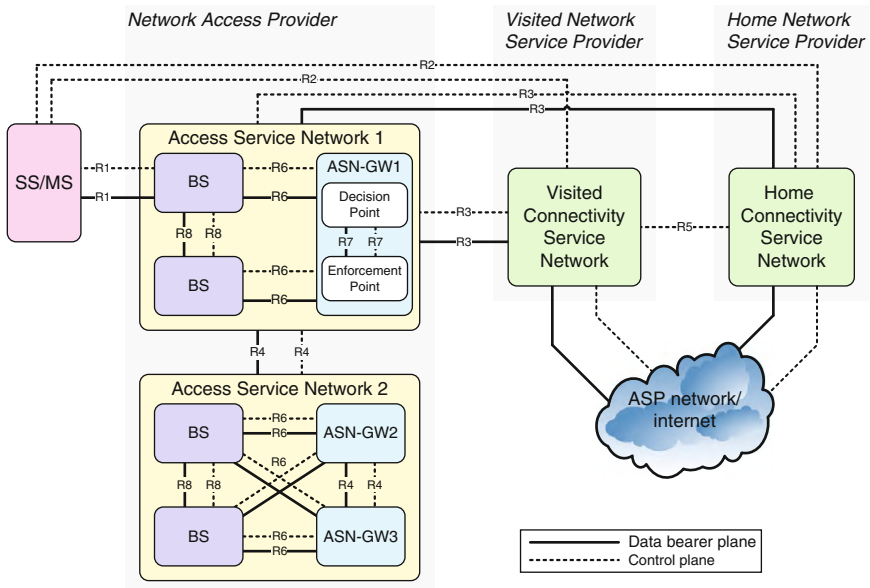 Network Access Provider
Visited Network
Service Provider
Home Network
Service Provider
R2
R2
R3
R3
SS/MS
R1
R1
Access Service Network 1
BS
R6
R6
ASN-GW1
Decision
Point
R7
R7
Enforcement
Point
R8
R8
BS
R6
R6
R3
R3
Visited
Connectivity
Service
Network
R5
Home
Connectivity
Service
Network
R4
R4
Access Service Network 2
BS
R6
R6
ASN-GW2
R6
R8
R8
R4
R4
BS
R6
R6
ASN-GW3
ASP network/
internet
Data bearer plane
Control plane